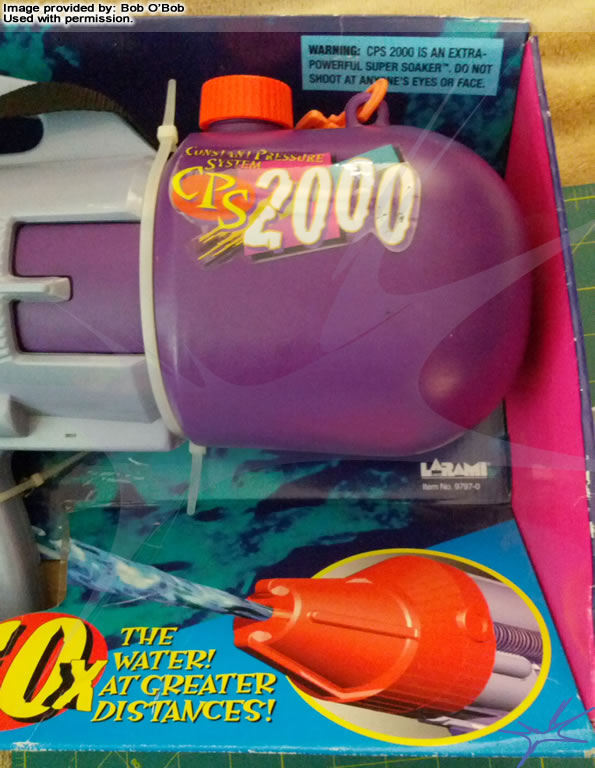 Image provided by: Bob O'Bob
Used with permission.
WARNING: CPS 2000 IS AN EXTRA-
POWERFUL SUPER SOAKER™. DO NOT
SHOOT AT ANYONE'S EYES OR FACE.
CONSTANT PRESSURE
SYSTEM
CPS 2000
LARAMI
Item No. 9797-0
0x
THE
WATER!
AT GREATER
DISTANCES!